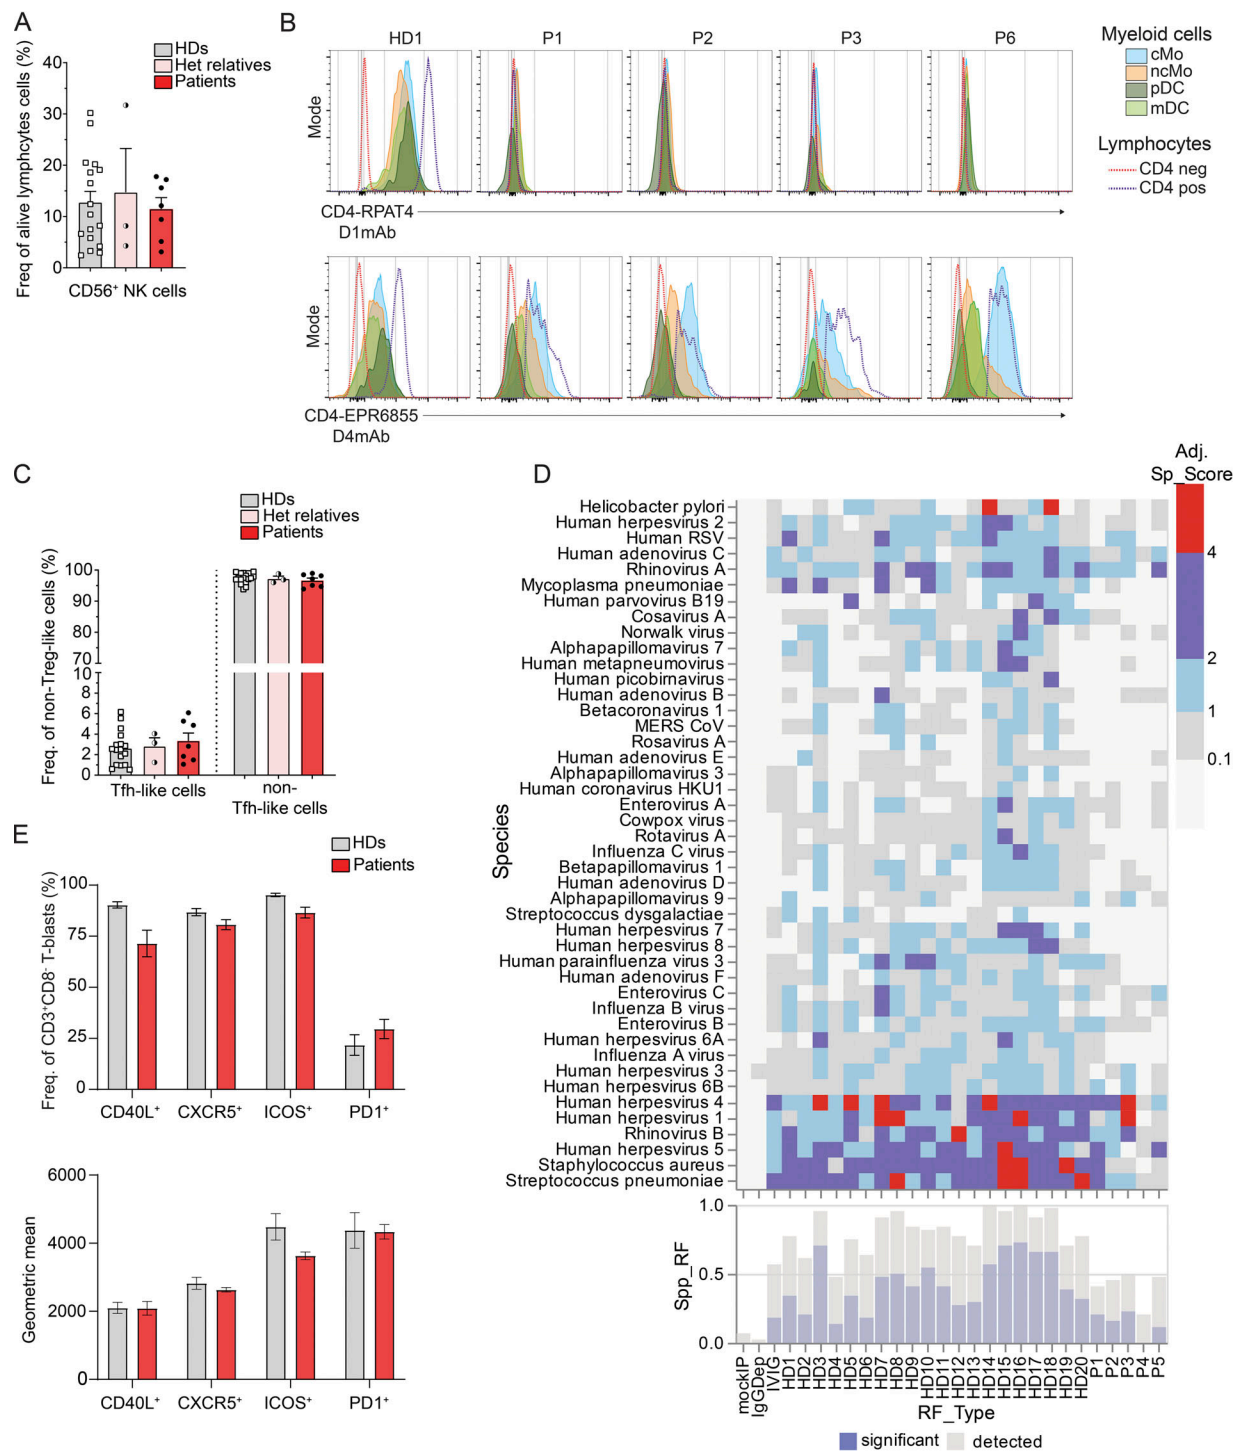 A
HDs
Het relatives
Patients
Freq of alive lymphocytes cells (%)
40
30
20
10
0
CD56⁺ NK cells
B
HD1
P1
P2
P3
P6
Mode
CD4-RPAT4
D1mAb
Mode
CD4-EPR6855
D4mAb
Myeloid cells
cMo
ncMo
pDC
mDC
Lymphocytes
CD4 neg
CD4 pos
C
HDs
Het relatives
Patients
Freq. of non-Treg-like cells (%)
100
90
80
70
10
8
6
4
2
0
Tfh-like cells
non-
Tfh-like cells
D
Adj.
Sp_Score
4
2
1
0.1
Species
Helicobacter pylori
Human herpesvirus 2
Human RSV
Human adenovirus C
Rhinovirus A
Mycoplasma pneumoniae
Human parvovirus B19
Cosavirus A
Norwalk virus
Alphapapillomavirus 7
Human metapneumovirus
Human picobirnavirus
Human adenovirus B
Betacoronavirus 1
MERS CoV
Rosavirus A
Human adenovirus E
Alphapapillomavirus 3
Human coronavirus HKU1
Enterovirus A
Cowpox virus
Rotavirus A
Influenza C virus
Betapapillomavirus 1
Human adenovirus D
Alphapapillomavirus 9
Streptococcus dysgalactiae
Human herpesvirus 7
Human herpesvirus 8
Human parainfluenza virus 3
Human adenovirus F
Enterovirus C
Influenza B virus
Enterovirus B
Human herpesvirus 6A
Influenza A virus
Human herpesvirus 3
Human herpesvirus 6B
Human herpesvirus 4
Human herpesvirus 1
Rhinovirus B
Human herpesvirus 5
Staphylococcus aureus
Streptococcus pneumoniae
Spp_RF
1.0
0.5
0.0
mockIP
IgGDep
IVIG
HD1
HD2
HD3
HD4
HD5
HD6
HD7
HD8
HD9
HD10
HD11
HD12
HD13
HD14
HD15
HD16
HD17
HD18
HD19
HD20
P1
P2
P3
P4
P5
RF_Type
significant
detected
E
HDs
Patients
Freq. of CD3⁺CD8⁻ T-blasts (%)
100
75
50
25
0
CD40L⁺
CXCR5⁺
ICOS⁺
PD1⁺
Geometric mean
6000
4000
2000
0
CD40L⁺
CXCR5⁺
ICOS⁺
PD1⁺